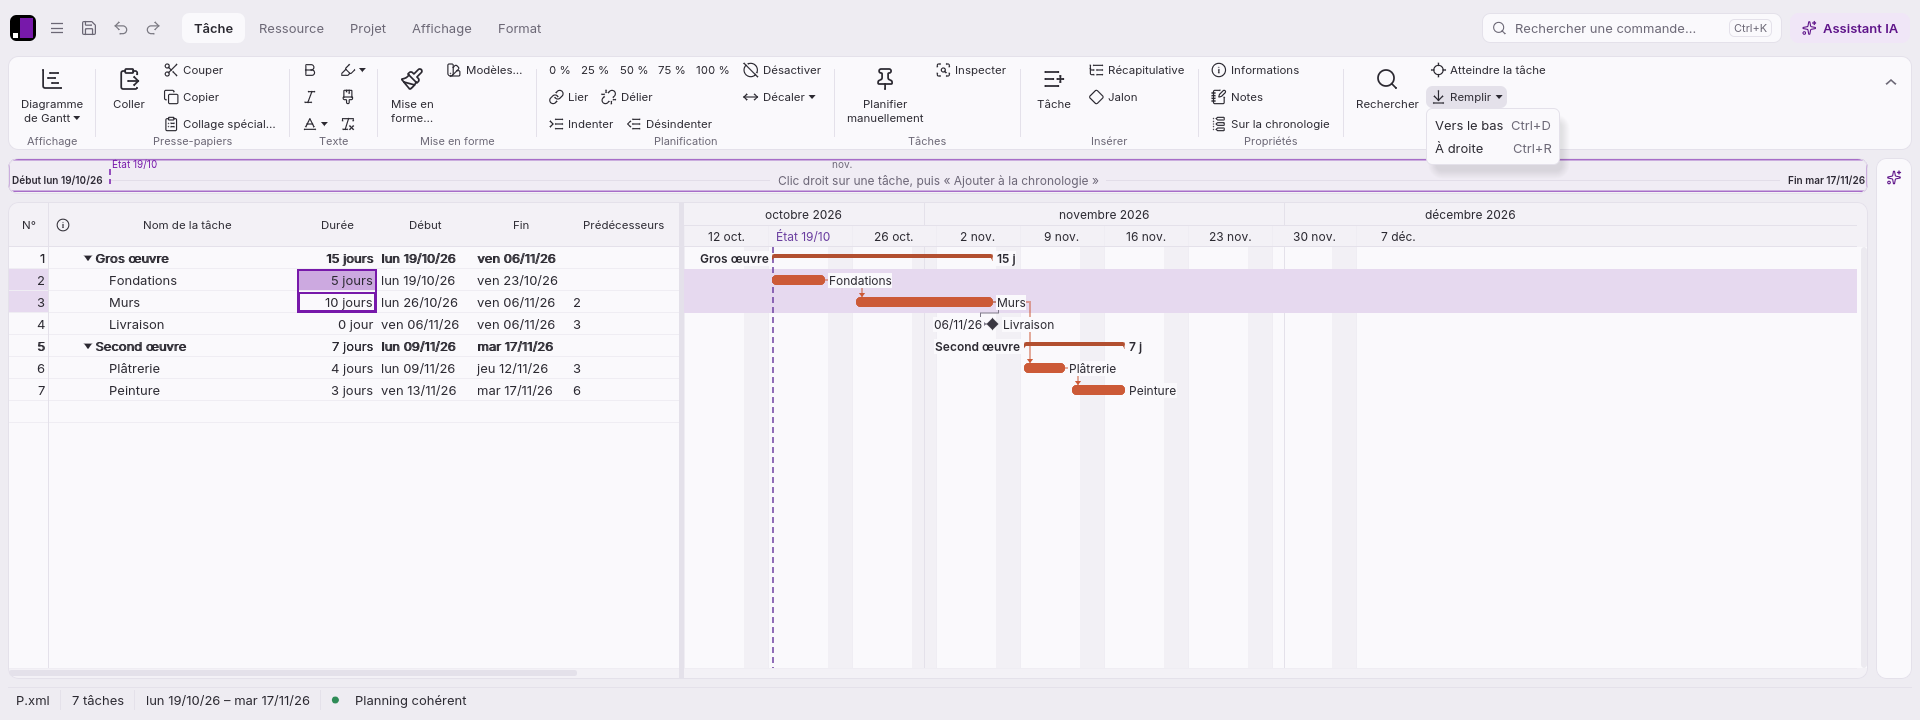 Tâche Ressource Projet Affichage Format Rechercher une commande... Ctrl+K Assistant IA
Diagramme de Gantt
Affichage
Coller
Couper
Copier
Collage spécial...
Presse-papiers
B
I
A
Texte
Mise en forme...
Modèles...
Mise en forme
0 % 25 % 50 % 75 % 100 % Désactiver
Lier Délier Décaler
Indenter Désindenter
Planification
Planifier manuellement
Inspecter
Tâches
Tâche
Récapitulative
Jalon
Insérer
Informations
Notes
Sur la chronologie
Propriétés
Rechercher
Atteindre la tâche
Remplir
Vers le bas Ctrl+D
À droite Ctrl+R
État 19/10 nov.
Début lun 19/10/26 Clic droit sur une tâche, puis « Ajouter à la chronologie » Fin mar 17/11/26
N° Nom de la tâche Durée Début Fin Prédécesseurs
octobre 2026 novembre 2026 décembre 2026
12 oct. État 19/10 26 oct. 2 nov. 9 nov. 16 nov. 23 nov. 30 nov. 7 déc.
1 Gros œuvre 15 jours lun 19/10/26 ven 06/11/26 Gros œuvre 15 j
2 Fondations 5 jours lun 19/10/26 ven 23/10/26 Fondations
3 Murs 10 jours lun 26/10/26 ven 06/11/26 2 Murs
4 Livraison 0 jour ven 06/11/26 ven 06/11/26 3 06/11/26 Livraison
5 Second œuvre 7 jours lun 09/11/26 mar 17/11/26 Second œuvre 7 j
6 Plâtrerie 4 jours lun 09/11/26 jeu 12/11/26 3 Plâtrerie
7 Peinture 3 jours ven 13/11/26 mar 17/11/26 6 Peinture
P.xml 7 tâches lun 19/10/26 – mar 17/11/26 Planning cohérent